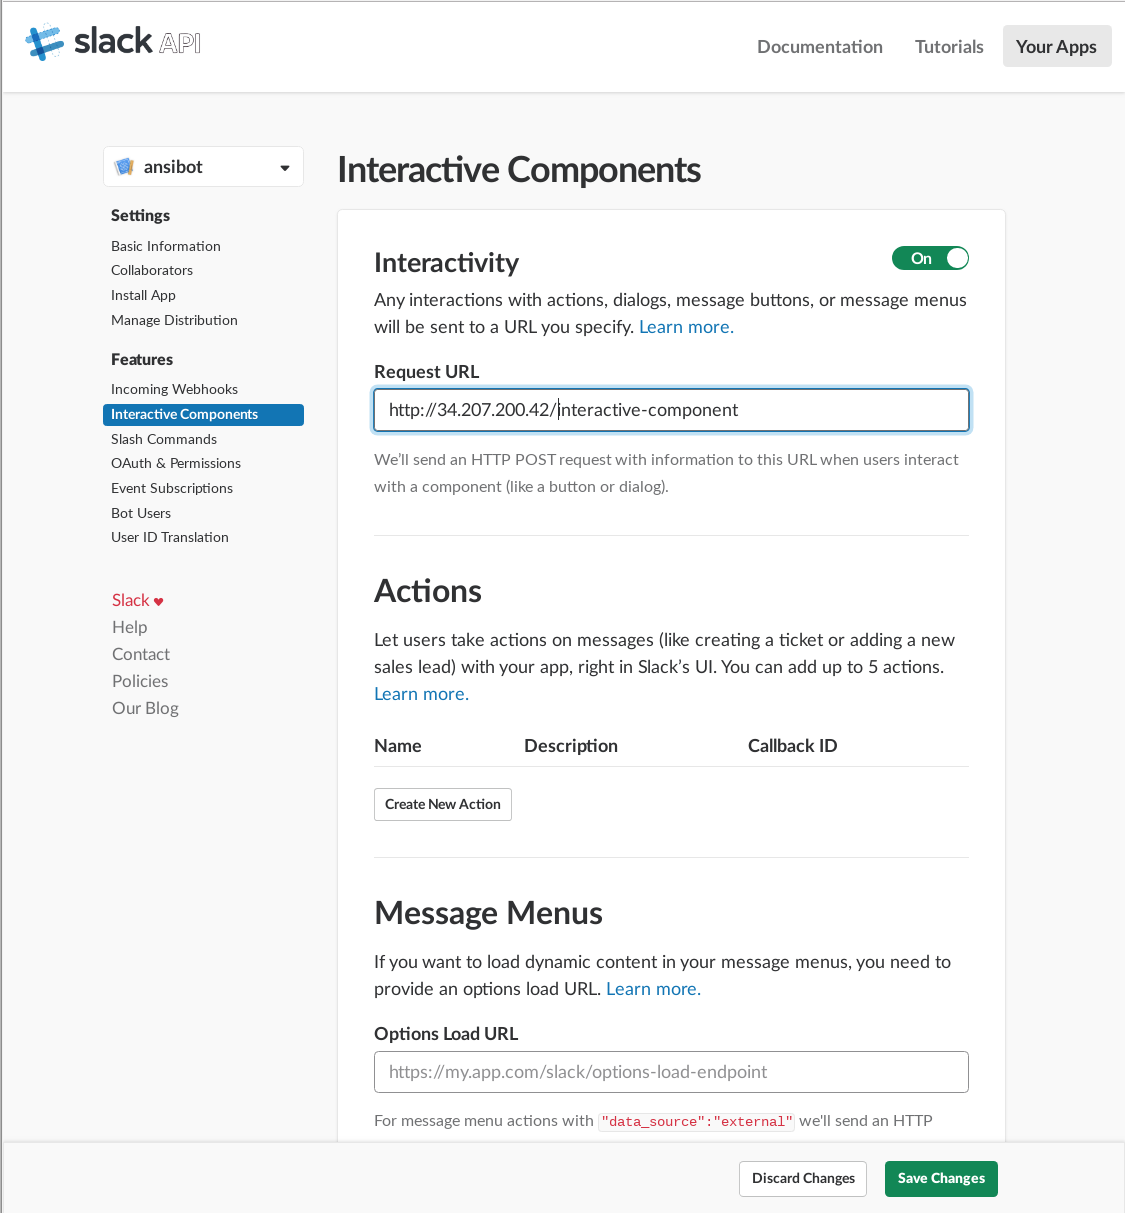 slack API
Documentation
Tutorials
Your Apps
ansibot
Settings
Basic Information
Collaborators
Install App
Manage Distribution
Features
Incoming Webhooks
Interactive Components
Slash Commands
OAuth & Permissions
Event Subscriptions
Bot Users
User ID Translation
Slack ♥
Help
Contact
Policies
Our Blog
Interactive Components
Interactivity
On
Any interactions with actions, dialogs, message buttons, or message menus
will be sent to a URL you specify. Learn more.
Request URL
http://34.207.200.42/interactive-component
We’ll send an HTTP POST request with information to this URL when users interact
with a component (like a button or dialog).
Actions
Let users take actions on messages (like creating a ticket or adding a new
sales lead) with your app, right in Slack’s UI. You can add up to 5 actions.
Learn more.
Name
Description
Callback ID
Create New Action
Message Menus
If you want to load dynamic content in your message menus, you need to
provide an options load URL. Learn more.
Options Load URL
https://my.app.com/slack/options-load-endpoint
For message menu actions with "data_source":"external" we'll send an HTTP
Discard Changes
Save Changes